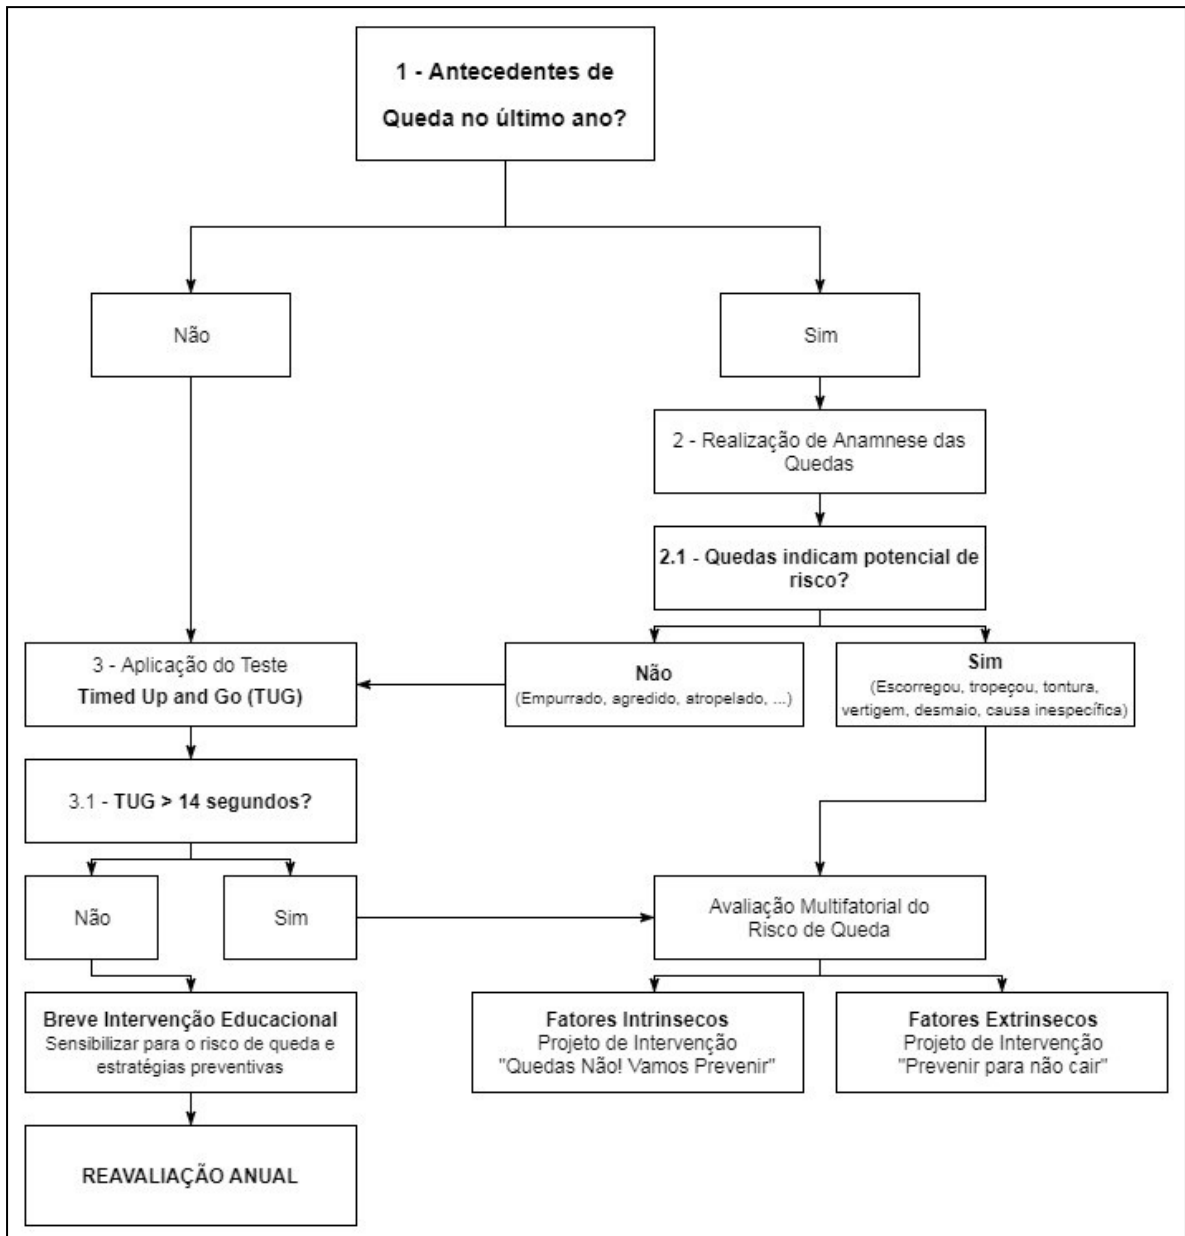 1 - Antecedentes de
Queda no último ano?
Não
Sim
2 - Realização de Anamnese das
Quedas
2.1 - Quedas indicam potencial de
risco?
3 - Aplicação do Teste
Timed Up and Go (TUG)
Não
(Empurrado, agredido, atropelado, ...)
Sim
(Escorregou, tropeçou, tontura,
vertigem, desmaio, causa inespecífica)
3.1 - TUG > 14 segundos?
Não
Sim
Avaliação Multifatorial do
Risco de Queda
Breve Intervenção Educacional
Sensibilizar para o risco de queda e
estratégias preventivas
Fatores Intrinsecos
Projeto de Intervenção
"Quedas Não! Vamos Prevenir"
Fatores Extrinsecos
Projeto de Intervenção
"Prevenir para não cair"
REAVALIAÇÃO ANUAL